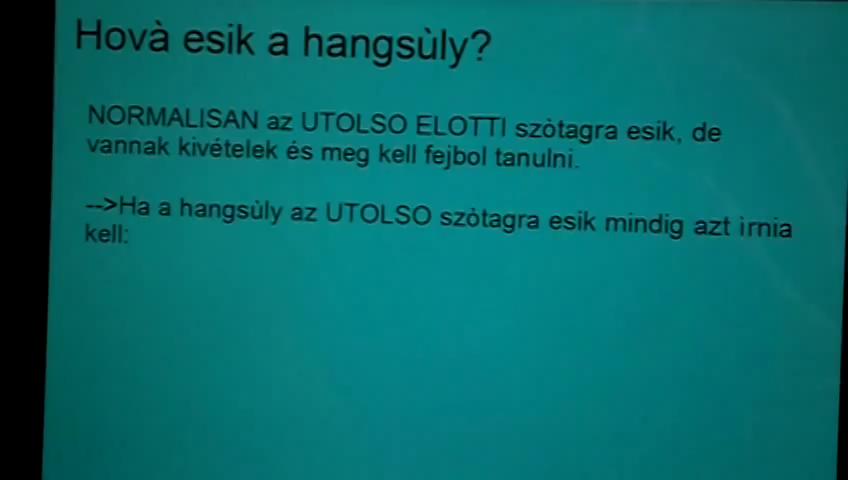 Hovà esik a hangsùly?
NORMALISAN az UTOLSO ELOTTI szòtagra esik, de
vannak kivételek és meg kell fejbol tanulni.
-->Ha a hangsùly az UTOLSO szòtagra esik mindig azt ìrnia
kell: